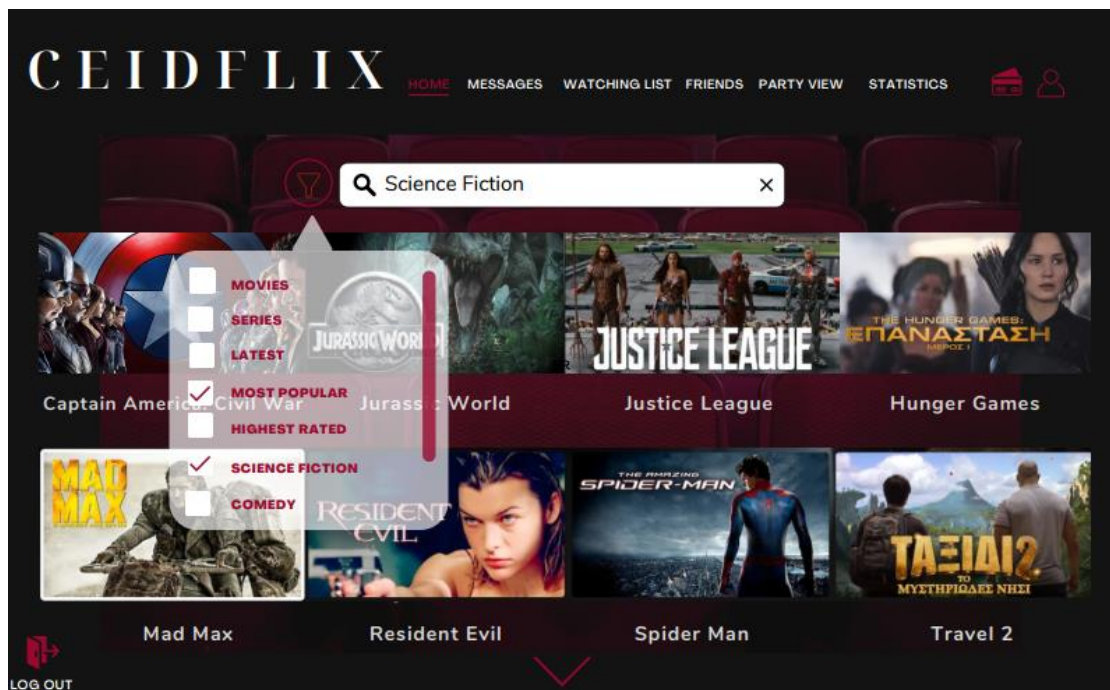 CEIDFLIX
HOME MESSAGES WATCHING LIST FRIENDS PARTY VIEW STATISTICS
Science Fiction
MOVIES
SERIES
LATEST
MOST POPULAR
HIGHEST RATED
SCIENCE FICTION
COMEDY
JURASSIC WORLD
JUSTICE LEAGUE
THE HUNGER GAMES:
ΕΠΑΝΑΣΤΑΣΗ
ΜΕΡΟΣ Ι
Captain America: Civil War
Jurassic World
Justice League
Hunger Games
MAD
MAX
RESIDENT
EVIL
THE AMAZING
SPIDER-MAN
ΤΑΞΙΔΙ2
ΤΟ
ΜΥΣΤΗΡΙΩΔΕΣ ΝΗΣΙ
Mad Max
Resident Evil
Spider Man
Travel 2
LOG OUT